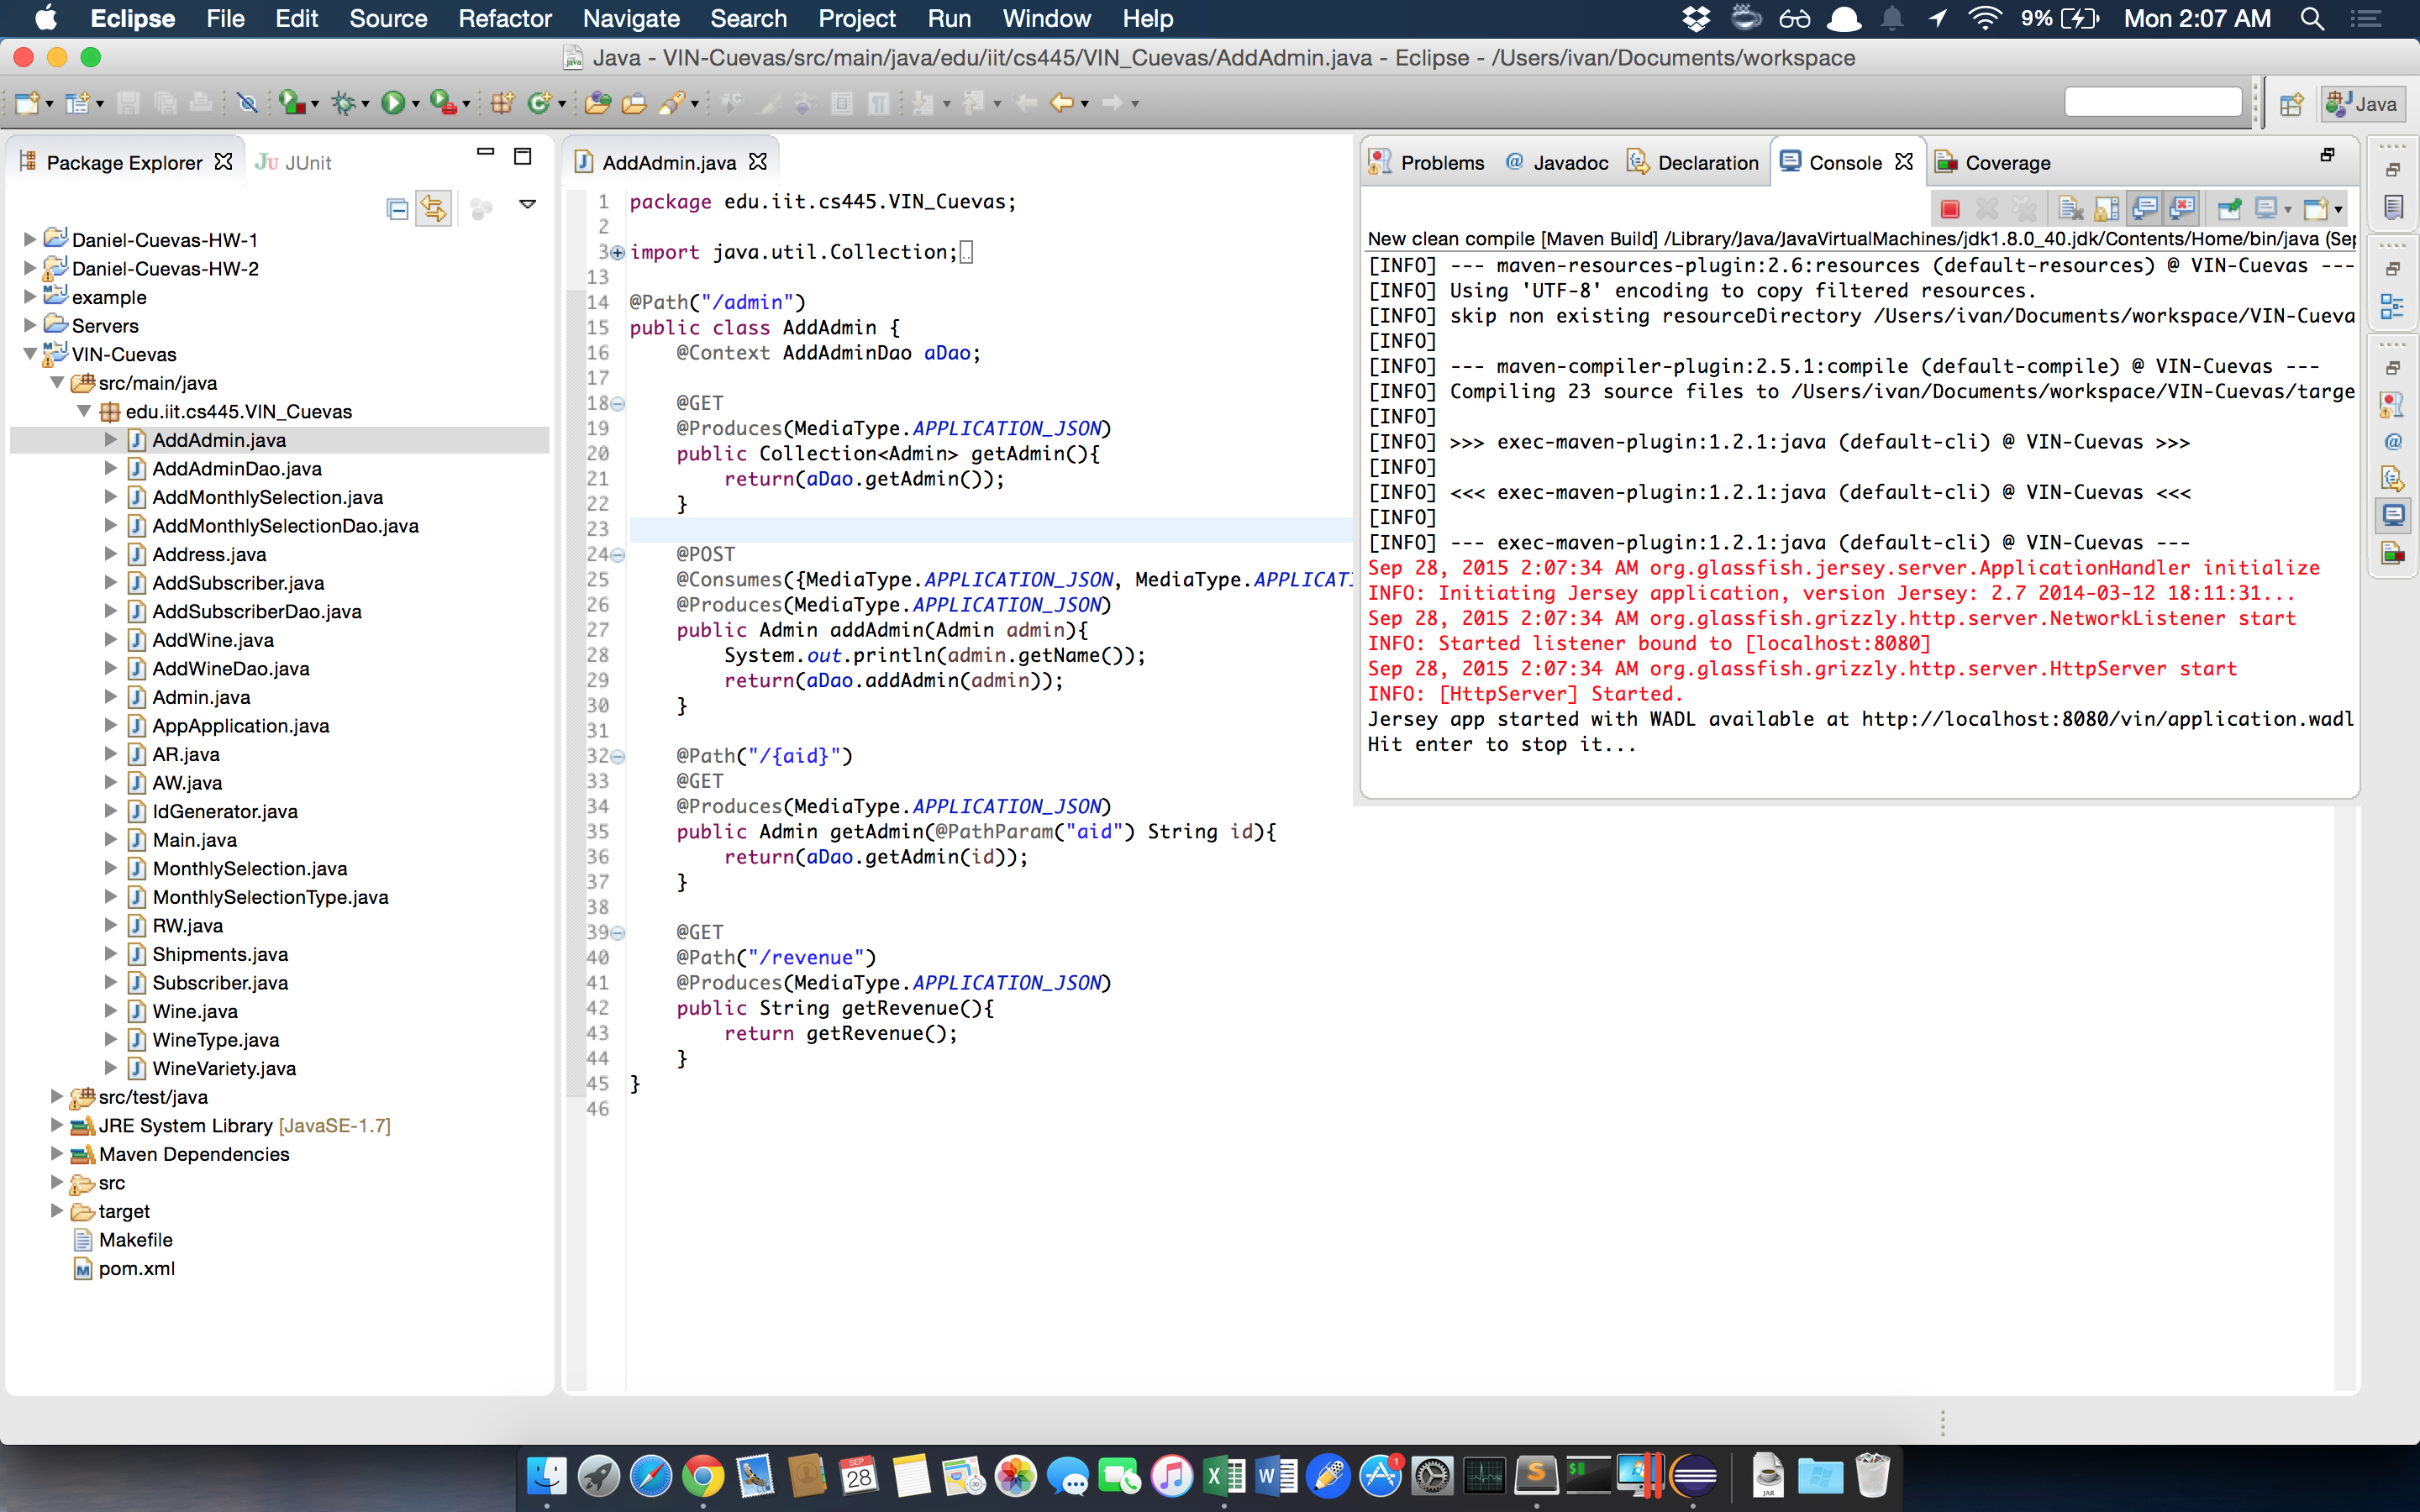 Eclipse File Edit Source Refactor Navigate Search Project Run Window Help 9% Mon 2:07 AM
Java - VIN-Cuevas/src/main/java/edu/iit/cs445/VIN_Cuevas/AddAdmin.java - Eclipse - /Users/ivan/Documents/workspace
Java
Package Explorer JUnit
Daniel-Cuevas-HW-1
Daniel-Cuevas-HW-2
example
Servers
VIN-Cuevas
src/main/java
edu.iit.cs445.VIN_Cuevas
AddAdmin.java
AddAdminDao.java
AddMonthlySelection.java
AddMonthlySelectionDao.java
Address.java
AddSubscriber.java
AddSubscriberDao.java
AddWine.java
AddWineDao.java
Admin.java
AppApplication.java
AR.java
AW.java
IdGenerator.java
Main.java
MonthlySelection.java
MonthlySelectionType.java
RW.java
Shipments.java
Subscriber.java
Wine.java
WineType.java
WineVariety.java
src/test/java
JRE System Library [JavaSE-1.7]
Maven Dependencies
src
target
Makefile
pom.xml
AddAdmin.java
1 package edu.iit.cs445.VIN_Cuevas;
2
3 import java.util.Collection;
13
14 @Path("/admin")
15 public class AddAdmin {
16 @Context AddAdminDao aDao;
17
18 @GET
19 @Produces(MediaType.APPLICATION_JSON)
20 public Collection<Admin> getAdmin(){
21 return(aDao.getAdmin());
22 }
23
24 @POST
25 @Consumes({MediaType.APPLICATION_JSON, MediaType.APPLICATI
26 @Produces(MediaType.APPLICATION_JSON)
27 public Admin addAdmin(Admin admin){
28 System.out.println(admin.getName());
29 return(aDao.addAdmin(admin));
30 }
31
32 @Path("/{aid}")
33 @GET
34 @Produces(MediaType.APPLICATION_JSON)
35 public Admin getAdmin(@PathParam("aid") String id){
36 return(aDao.getAdmin(id));
37 }
38
39 @GET
40 @Path("/revenue")
41 @Produces(MediaType.APPLICATION_JSON)
42 public String getRevenue(){
43 return getRevenue();
44 }
45 }
46
Problems Javadoc Declaration Console Coverage
New clean compile [Maven Build] /Library/Java/JavaVirtualMachines/jdk1.8.0_40.jdk/Contents/Home/bin/java (Sep
[INFO] --- maven-resources-plugin:2.6:resources (default-resources) @ VIN-Cuevas ---
[INFO] Using 'UTF-8' encoding to copy filtered resources.
[INFO] skip non existing resourceDirectory /Users/ivan/Documents/workspace/VIN-Cueva
[INFO]
[INFO] --- maven-compiler-plugin:2.5.1:compile (default-compile) @ VIN-Cuevas ---
[INFO] Compiling 23 source files to /Users/ivan/Documents/workspace/VIN-Cuevas/targe
[INFO]
[INFO] >>> exec-maven-plugin:1.2.1:java (default-cli) @ VIN-Cuevas >>>
[INFO]
[INFO] <<< exec-maven-plugin:1.2.1:java (default-cli) @ VIN-Cuevas <<<
[INFO]
[INFO] --- exec-maven-plugin:1.2.1:java (default-cli) @ VIN-Cuevas ---
Sep 28, 2015 2:07:34 AM org.glassfish.jersey.server.ApplicationHandler initialize
INFO: Initiating Jersey application, version Jersey: 2.7 2014-03-12 18:11:31...
Sep 28, 2015 2:07:34 AM org.glassfish.grizzly.http.server.NetworkListener start
INFO: Started listener bound to [localhost:8080]
Sep 28, 2015 2:07:34 AM org.glassfish.grizzly.http.server.HttpServer start
INFO: [HttpServer] Started.
Jersey app started with WADL available at http://localhost:8080/vin/application.wadl
Hit enter to stop it...
SEP
28
1
JAR